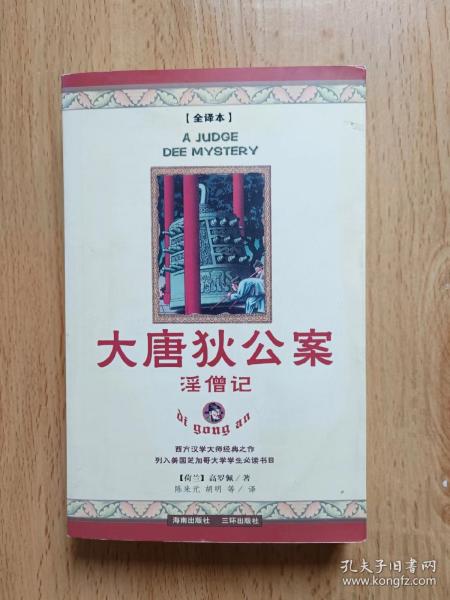 【全译本】
A JUDGE
DEE MYSTERY
大唐狄公案
淫僧记
di gong an
西方汉学大师经典之作
列入美国芝加哥大学学生必读书目
【荷兰】高罗佩/著
陈来元 胡明 等/译
海南出版社 三环出版社
孔夫子旧书网
www.kongfz.com